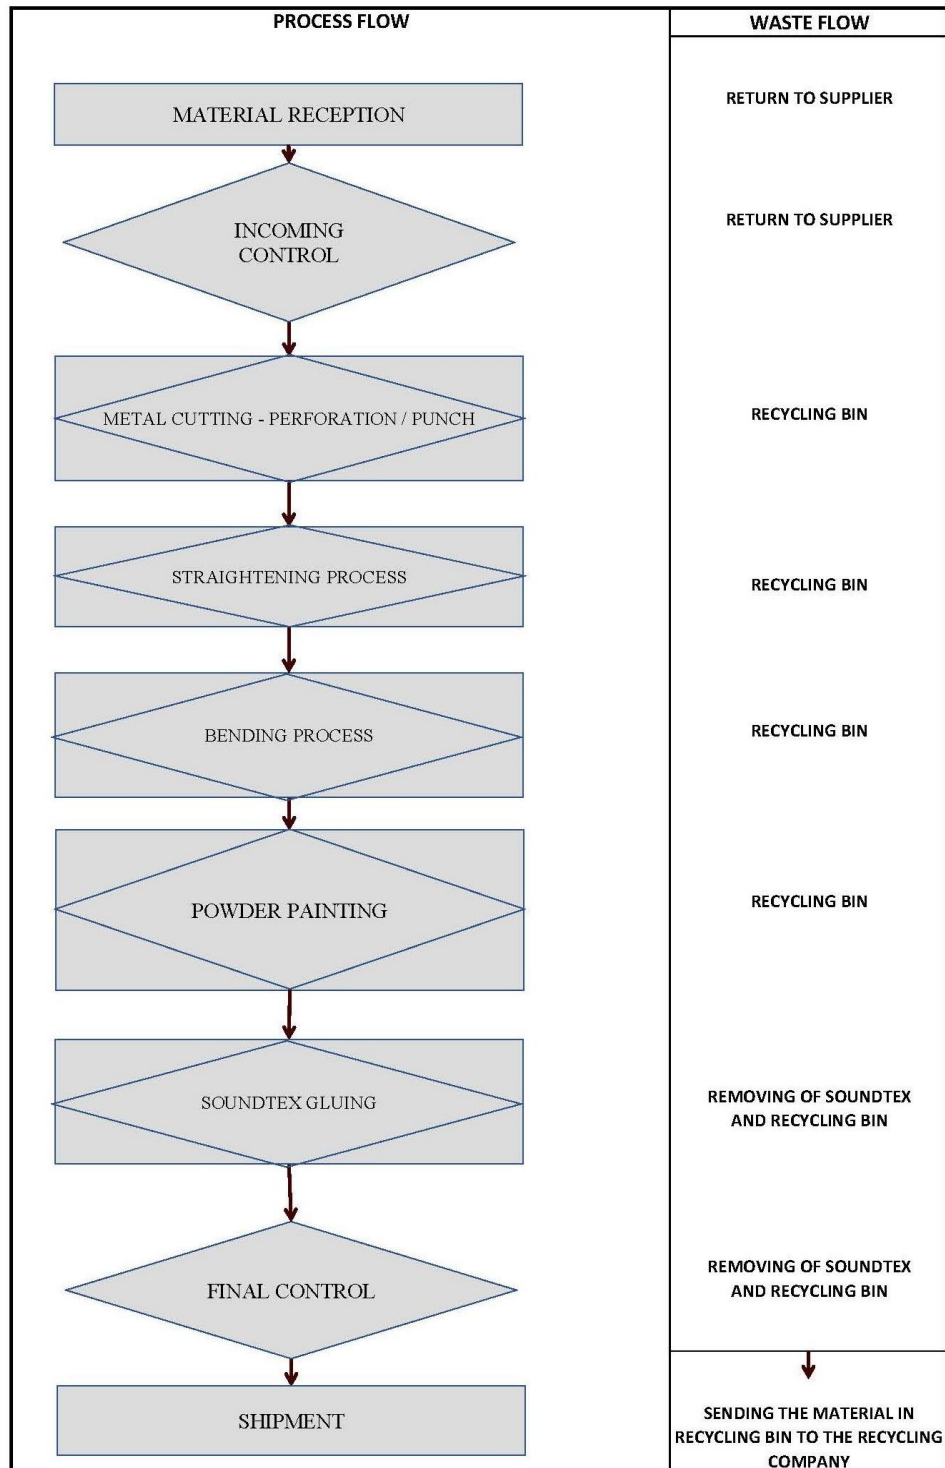 PROCESS FLOW
WASTE FLOW
MATERIAL RECEPTION
RETURN TO SUPPLIER
INCOMING
CONTROL
RETURN TO SUPPLIER
METAL CUTTING - PERFORATION / PUNCH
RECYCLING BIN
STRAIGHTENING PROCESS
RECYCLING BIN
BENDING PROCESS
RECYCLING BIN
POWDER PAINTING
RECYCLING BIN
SOUNDTEX GLUING
REMOVING OF SOUNDTEX
AND RECYCLING BIN
FINAL CONTROL
REMOVING OF SOUNDTEX
AND RECYCLING BIN
SHIPMENT
SENDING THE MATERIAL IN
RECYCLING BIN TO THE RECYCLING
COMPANY